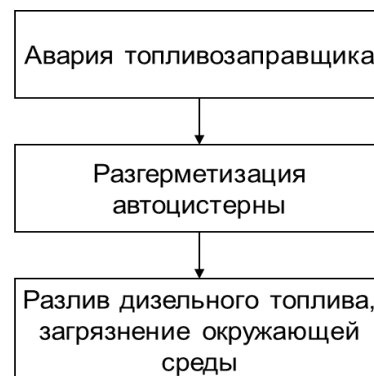 Авария топливозаправщика
Разгерметизация
автоцистерны
Разлив дизельного топлива,
загрязнение окружающей
среды